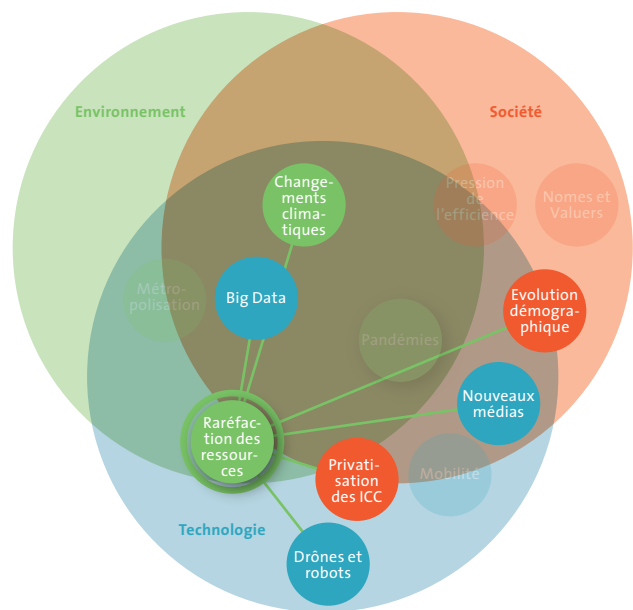 Environnement
Société
Change-
ments
clima-
tiques
Pression
de
l'efficience
Nomes et
Valuers
Métro-
polisation
Big Data
Evolution
démogra-
phique
Pandémies
Nouveaux
médias
Raréfac-
tion des
ressour-
ces
Privati-
sation
des ICC
Mobilité
Technologie
Drônes et
robots